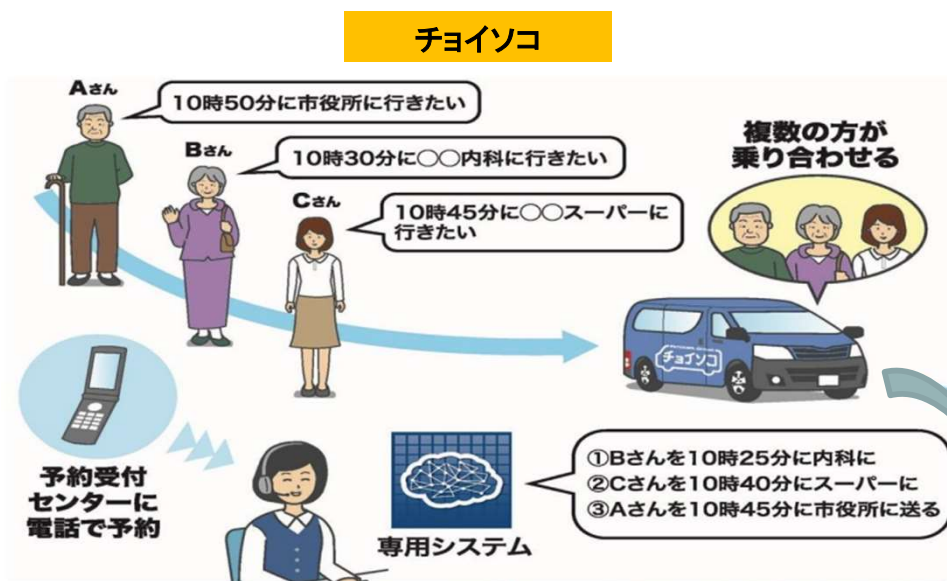 チョイソコ
Aさん
10時50分に市役所に行きたい
Bさん
10時30分に○○内科に行きたい
Cさん
10時45分に○○スーパーに
行きたい
複数の方が
乗り合わせる
チョイソコ
予約受付
センターに
電話で予約
専用システム
①Bさんを10時25分に内科に
②Cさんを10時40分にスーパーに
③Aさんを10時45分に市役所に送る